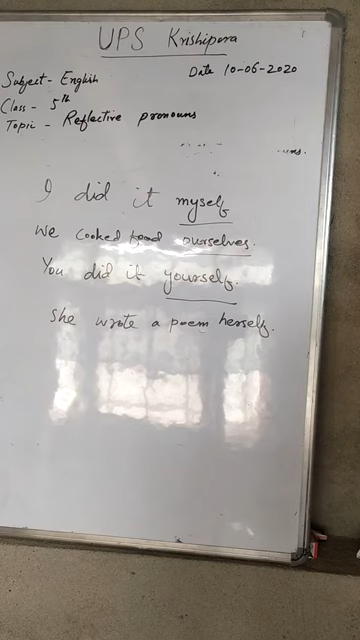 UPS Krishipora
Date 10-06-2020
Subject- English
Class - 5th
Topic - Reflective pronouns
I did it myself
We cooked food ourselves.
You did it yourself.
She wrote a poem herself.